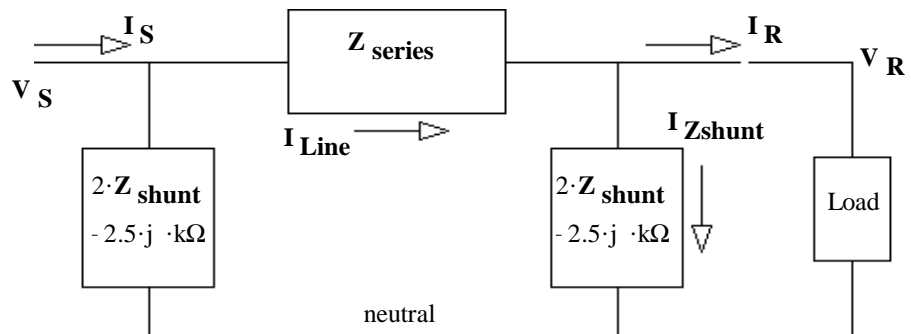 I S
Z series
I R
V S
V R
I Line
I Zshunt
2·Z shunt
- 2.5·j ·kΩ
2·Z shunt
- 2.5·j ·kΩ
Load
neutral